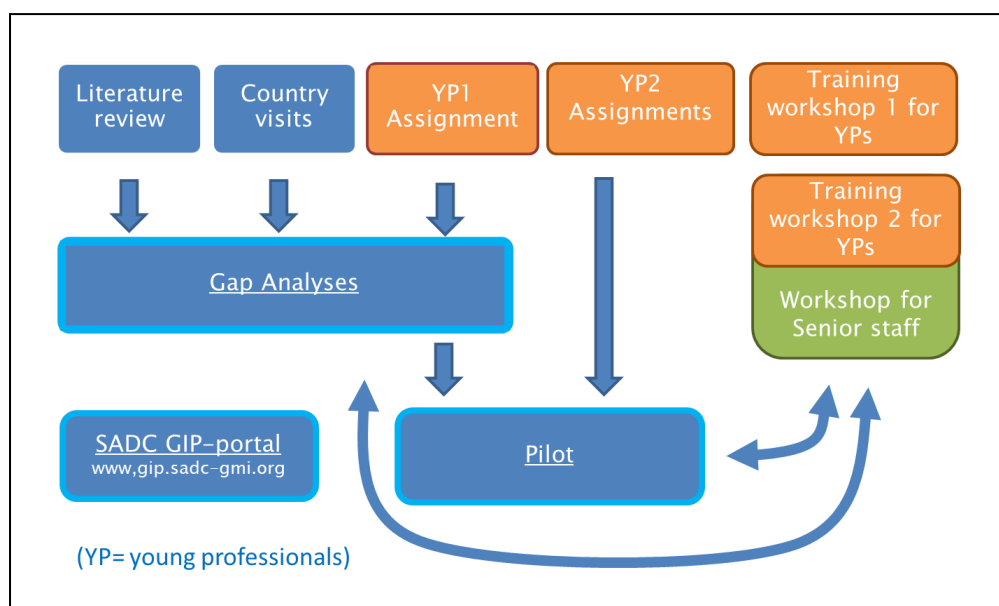 Literature
review
Country
visits
YP1
Assignment
YP2
Assignments
Training
workshop 1 for
YPs
Training
workshop 2 for
YPs
Workshop for
Senior staff
Gap Analyses
SADC GIP-portal
www,gip.sadc-gmi.org
Pilot
(YP= young professionals)